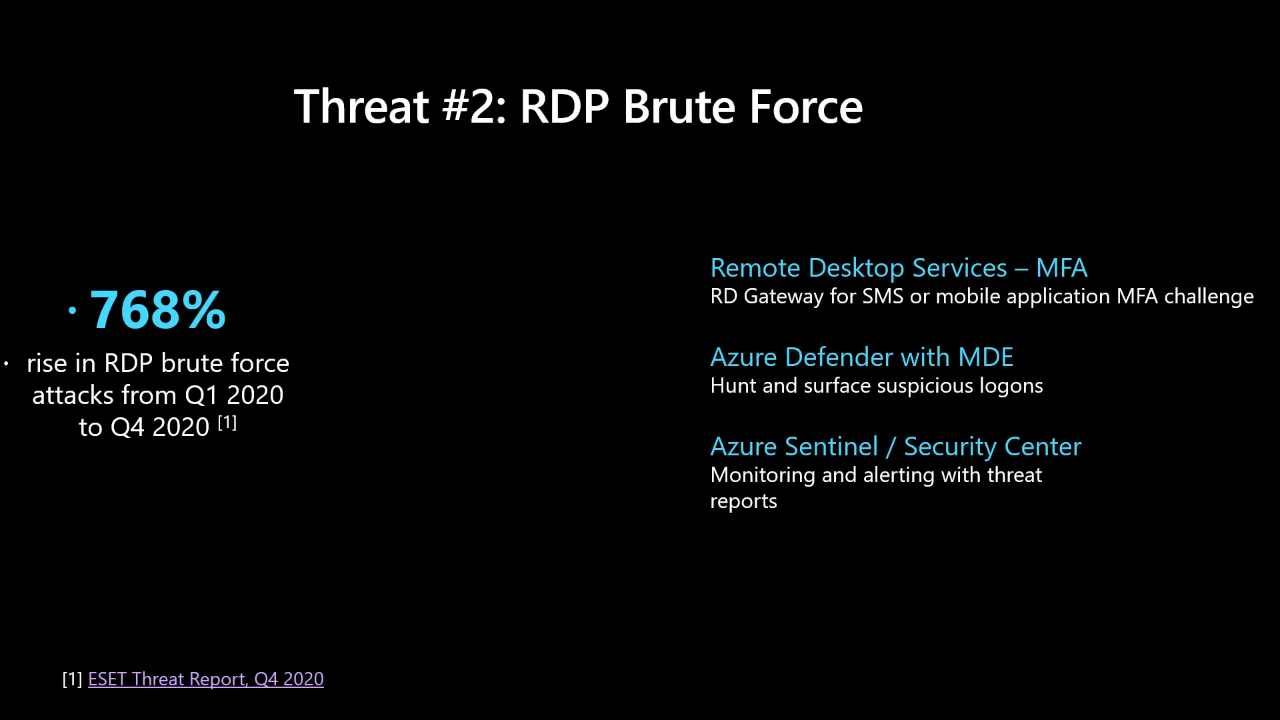 Threat #2: RDP Brute Force
· 768%
· rise in RDP brute force
attacks from Q1 2020
to Q4 2020 [1]
Remote Desktop Services – MFA
RD Gateway for SMS or mobile application MFA challenge
Azure Defender with MDE
Hunt and surface suspicious logons
Azure Sentinel / Security Center
Monitoring and alerting with threat
reports
[1] ESET Threat Report, Q4 2020